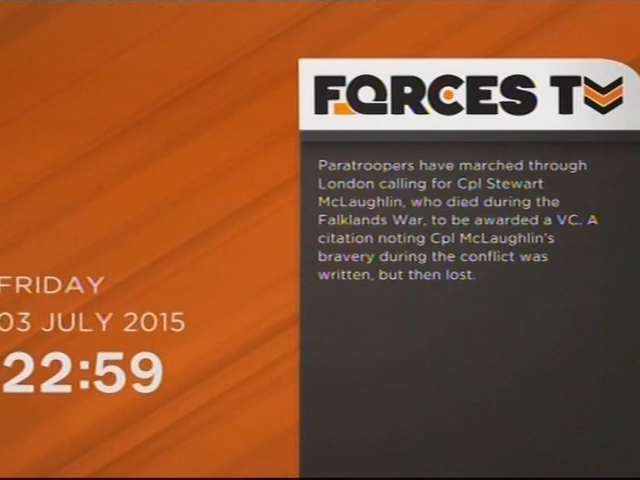 FORCES TV
Paratroopers have marched through
London calling for Cpl Stewart
McLaughlin, who died during the
Falklands War, to be awarded a VC. A
citation noting Cpl McLaughlin's
bravery during the conflict was
written, but then lost.
FRIDAY
03 JULY 2015
22:59